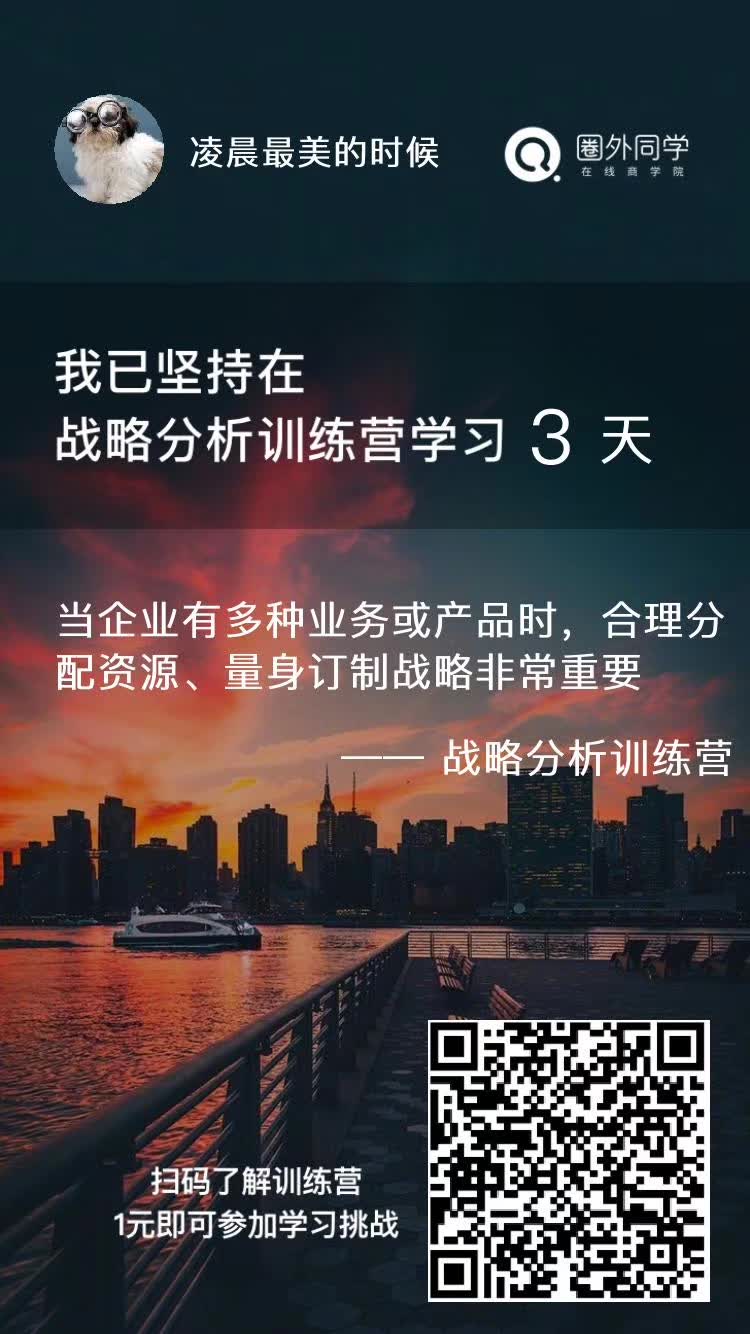 凌晨最美的时候
圈外同学
在线商学院
我已坚持在
战略分析训练营学习 3 天
当企业有多种业务或产品时，合理分
配资源、量身订制战略非常重要
—— 战略分析训练营
扫码了解训练营
1元即可参加学习挑战